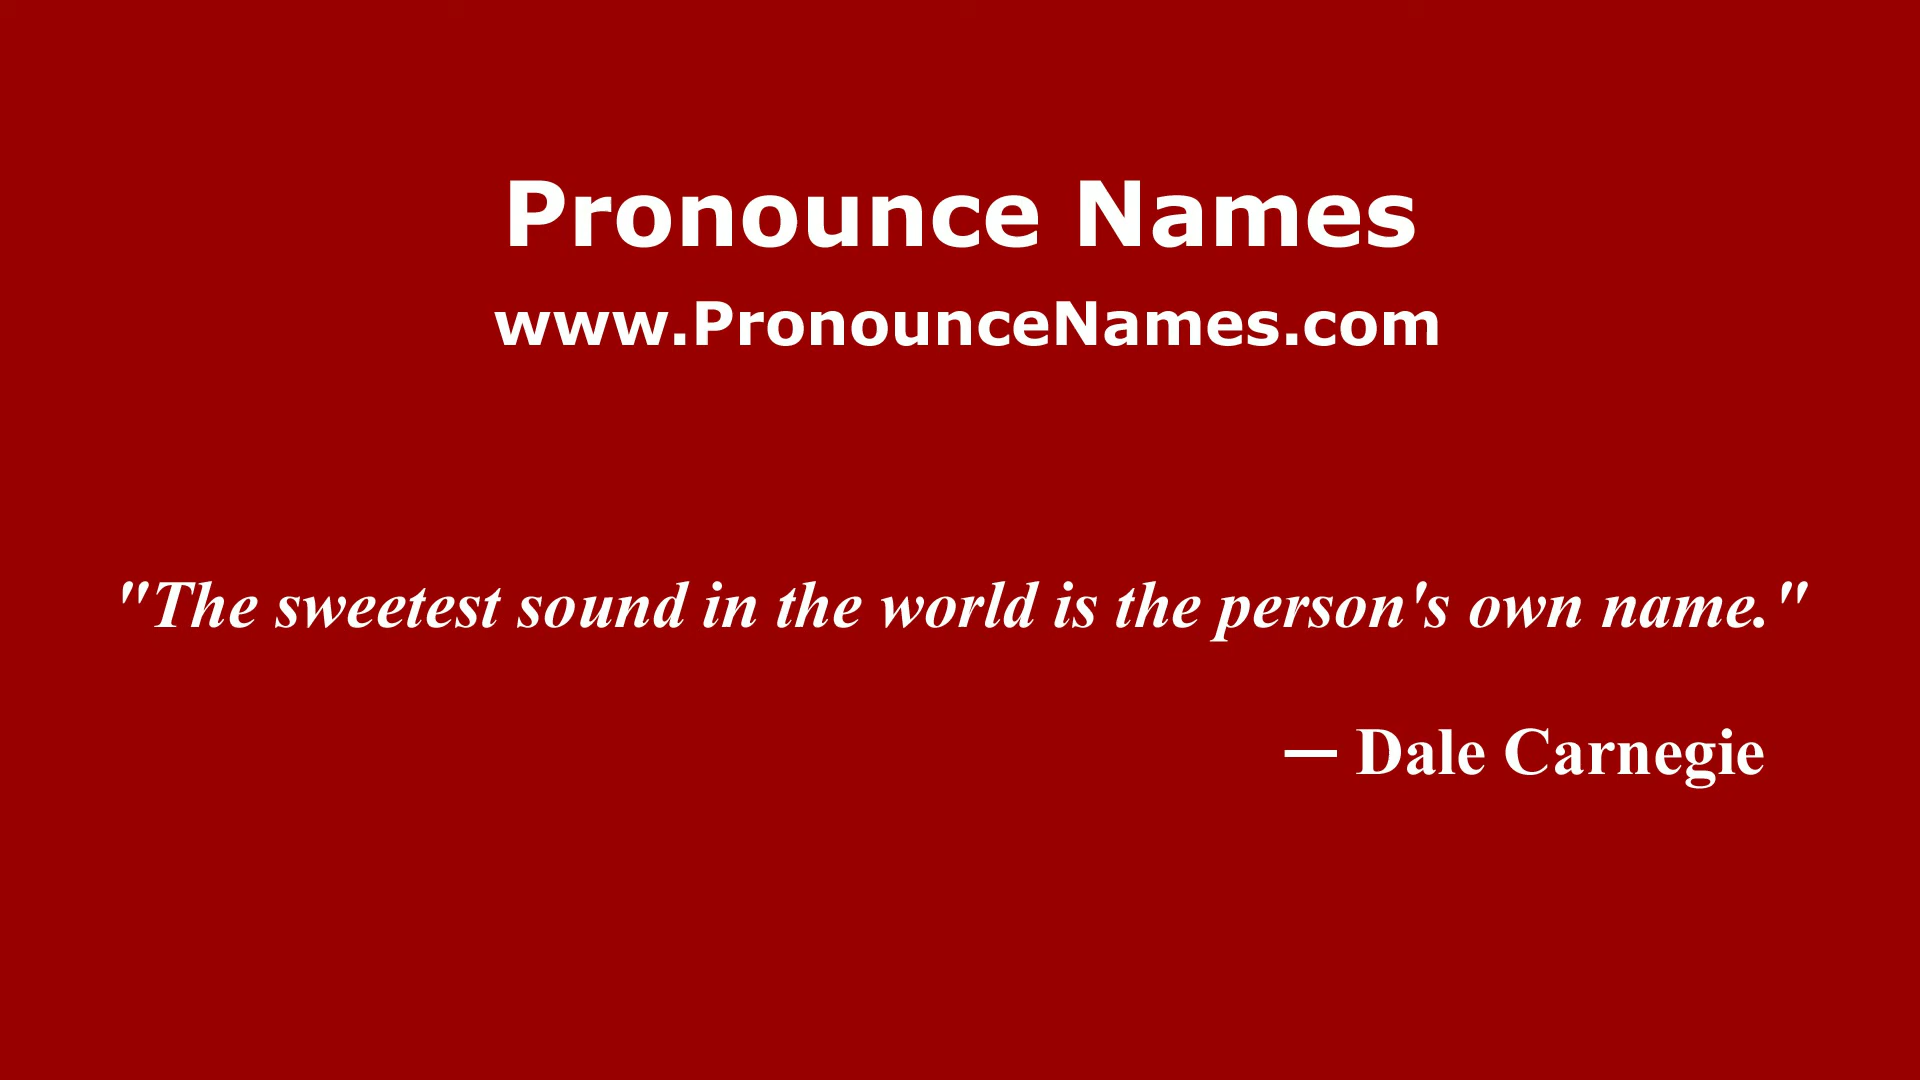 Pronounce Names
www.PronounceNames.com
"The sweetest sound in the world is the person's own name."
— Dale Carnegie